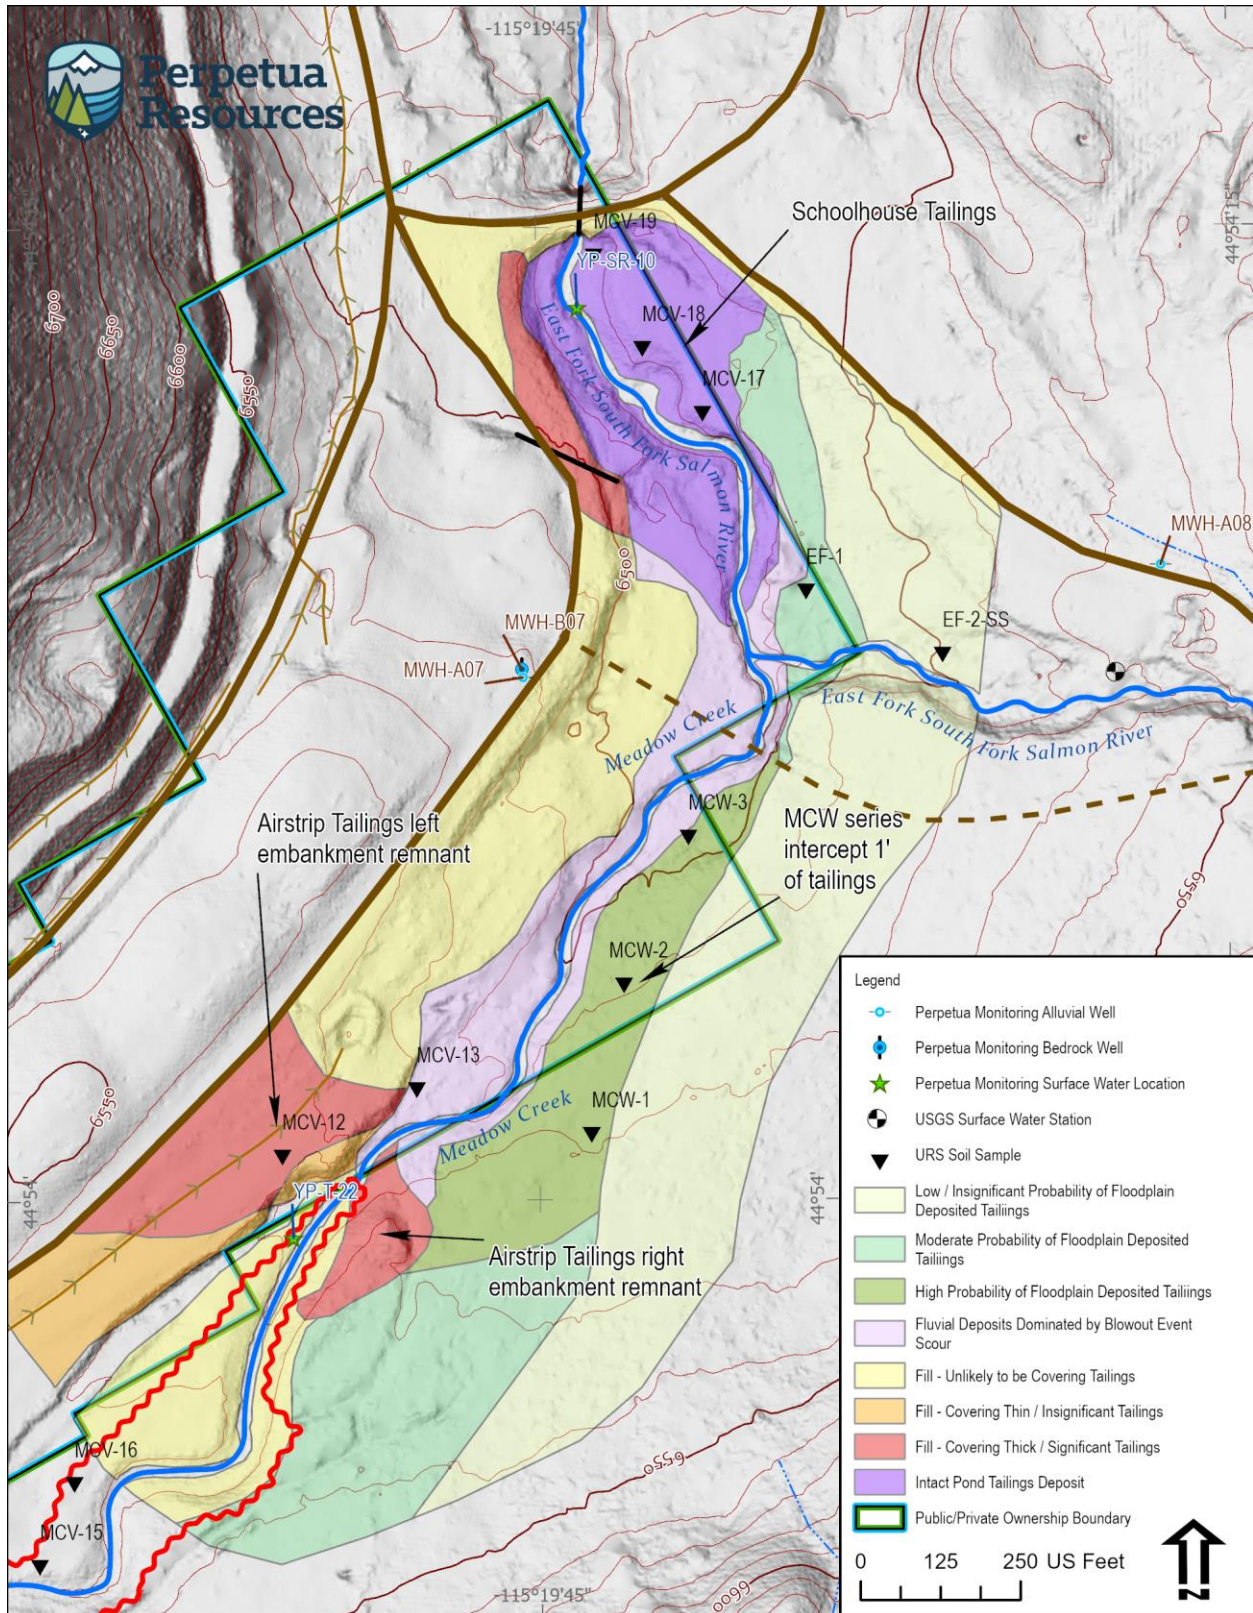 Perpetua
Resources
-115°19'45"
44°54'15"
6700
6650
6600
6550
MGV-19
YP-SR-10
Schoolhouse Tailings
MCV-18
MCV-17
East Fork South Fork Salmon River
MWH-A08
EF-1
6500
EF-2-SS
MWH-B07
MWH-A07
Meadow Creek
East Fork South Fork Salmon River
MCW-3
MCW series
intercept 1'
of tailings
Airstrip Tailings left
embankment remnant
6550
MCW-2
MCV-13
MCW-1
Meadow Creek
6550
MCV-12
YP-T-22
44°54'
44°54'
Airstrip Tailings right
embankment remnant
MCV-16
MCV-15
6550
6600
-115°19'45"
Legend
Perpetua Monitoring Alluvial Well
Perpetua Monitoring Bedrock Well
Perpetua Monitoring Surface Water Location
USGS Surface Water Station
URS Soil Sample
Low / Insignificant Probability of Floodplain
Deposited Tailiings
Moderate Probability of Floodplain Deposited
Tailiings
High Probability of Floodplain Deposited Tailiings
Fluvial Deposits Dominated by Blowout Event
Scour
Fill - Unlikely to be Covering Tailings
Fill - Covering Thin / Insignificant Tailings
Fill - Covering Thick / Significant Tailings
Intact Pond Tailings Deposit
Public/Private Ownership Boundary
0 125 250 US Feet
N